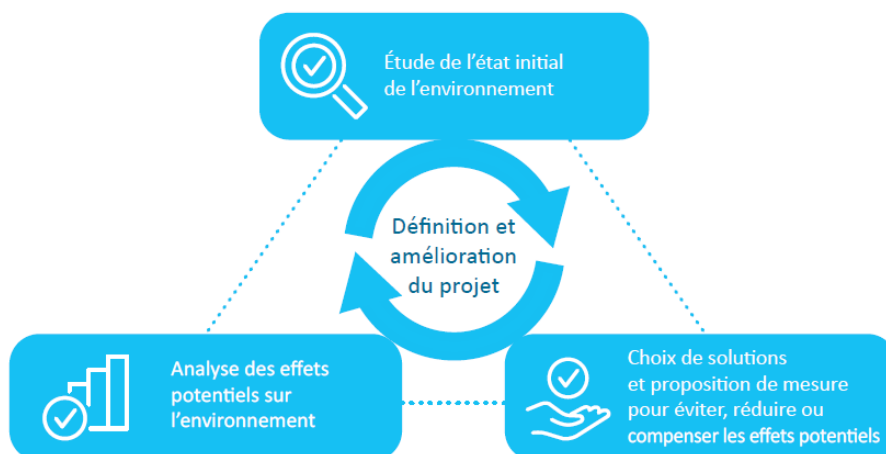 Étude de l’état initial
de l’environnement
Définition et
amélioration
du projet
Analyse des effets
potentiels sur
l’environnement
Choix de solutions
et proposition de mesure
pour éviter, réduire ou
compenser les effets potentiels